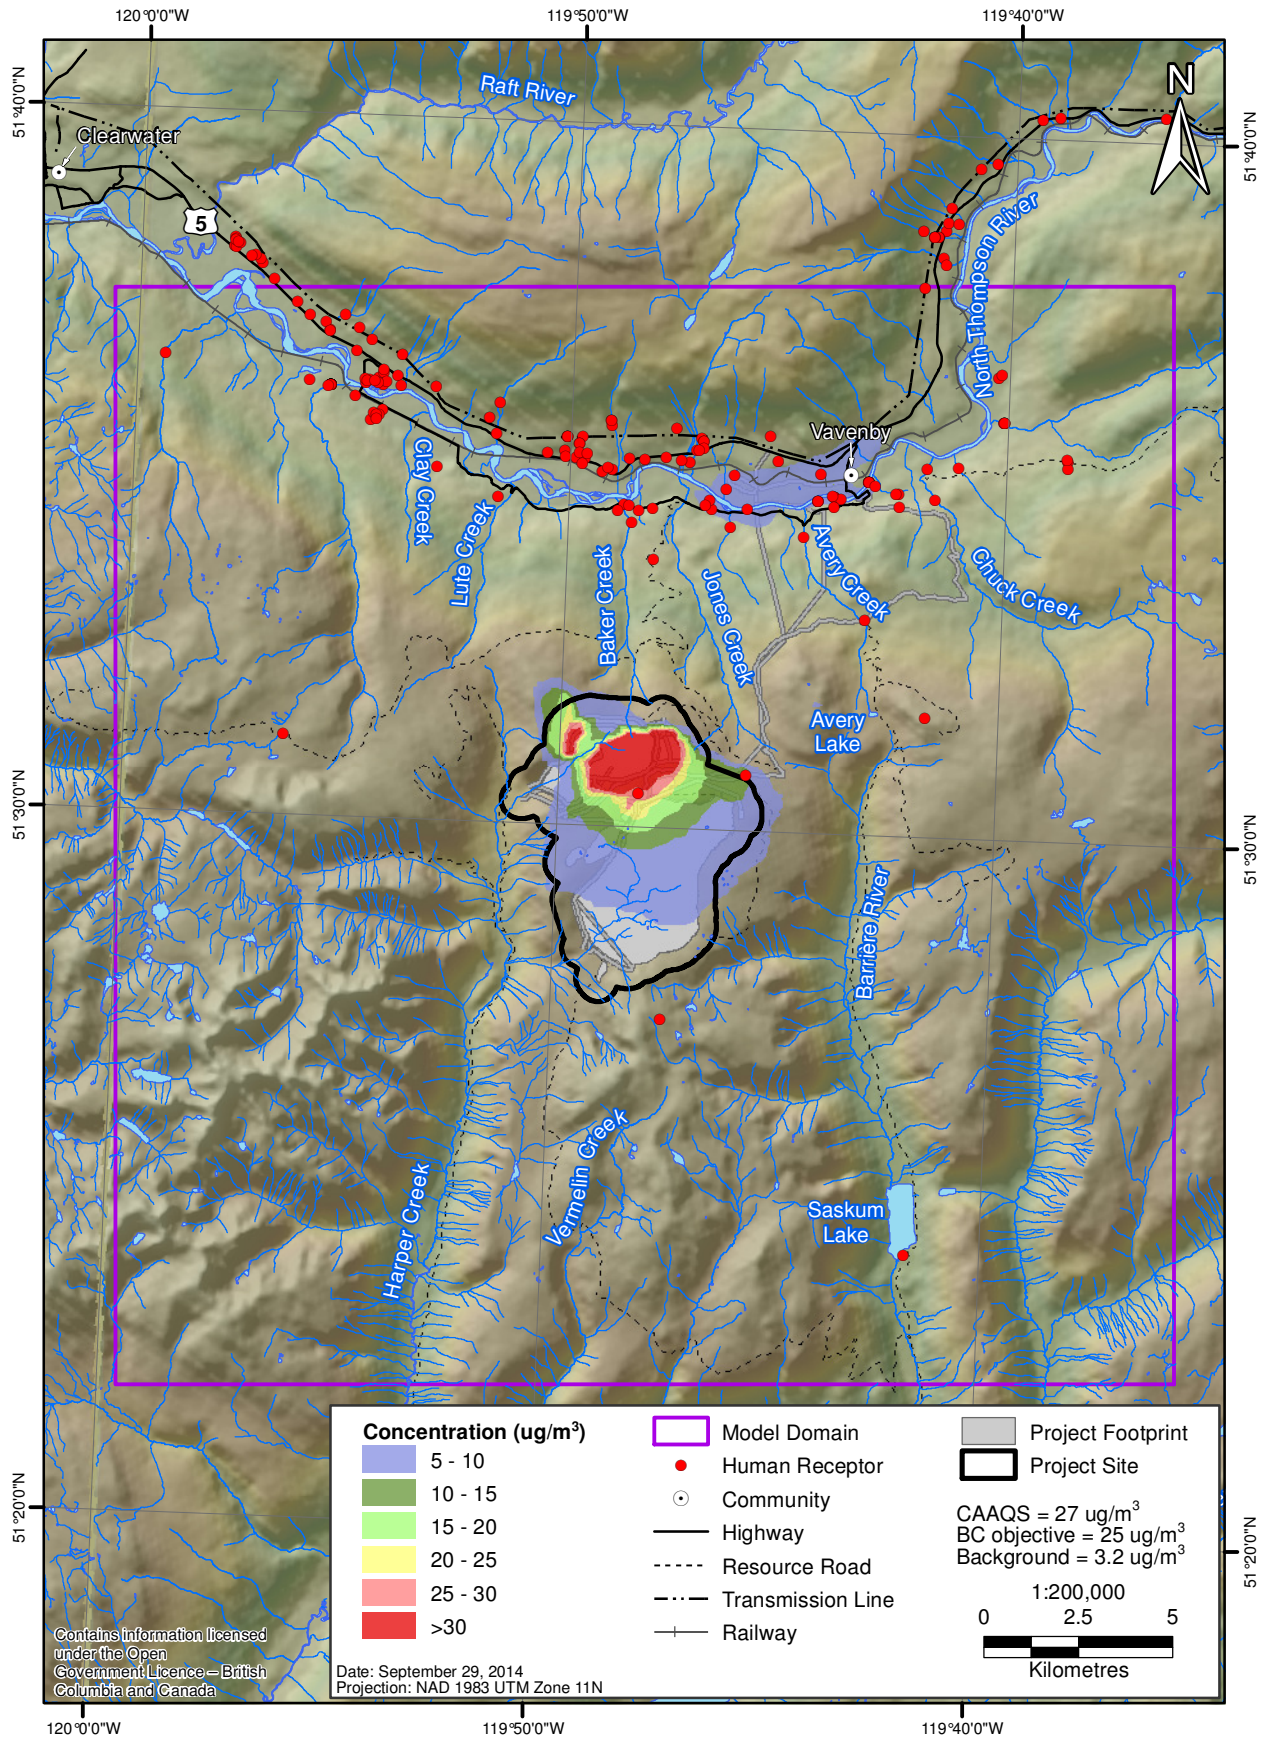 120°0'0"W
119°50'0"W
119°40'0"W
51°40'0"N
51°40'0"N
N
Raft River
Clearwater
5
North Thompson River
Vavenby
Clay Creek
Lute Creek
Baker Creek
Jones Creek
Avery Creek
Chuck Creek
Avery
Lake
51°30'0"N
51°30'0"N
Barrière River
Harper Creek
Vermelin Creek
Saskum
Lake
51°20'0"N
51°20'0"N
Concentration (ug/m³)
5 - 10
10 - 15
15 - 20
20 - 25
25 - 30
>30
Model Domain
Human Receptor
Community
Highway
Resource Road
Transmission Line
Railway
Project Footprint
Project Site
CAAQS = 27 ug/m³
BC objective = 25 ug/m³
Background = 3.2 ug/m³
1:200,000
0 2.5 5
Kilometres
Date: September 29, 2014
Projection: NAD 1983 UTM Zone 11N
Contains information licensed
under the Open
Government Licence – British
Columbia and Canada
120°0'0"W
119°50'0"W
119°40'0"W